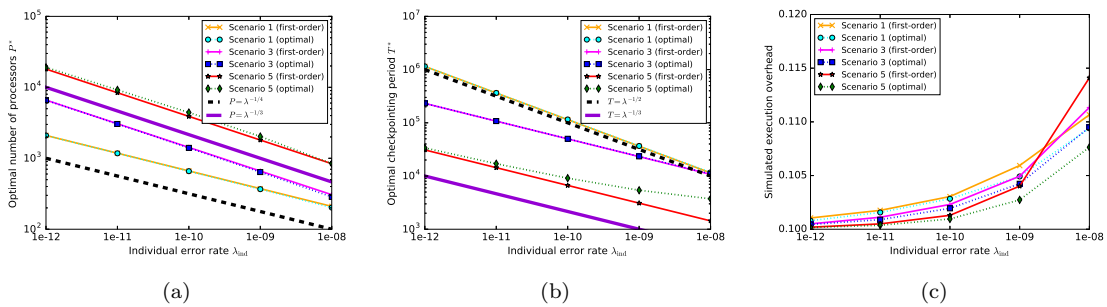 10^5
10^4
10^3
10^2
Optimal number of processors P*
1e-12 1e-11 1e-10 1e-09 1e-08
Individual error rate λ_ind
Scenario 1 (first-order)
Scenario 1 (optimal)
Scenario 3 (first-order)
Scenario 3 (optimal)
Scenario 5 (first-order)
Scenario 5 (optimal)
P = λ^{-1/4}
P = λ^{-1/3}
(a)
10^7
10^6
10^5
10^4
10^3
Optimal checkpointing period T*
1e-12 1e-11 1e-10 1e-09 1e-08
Individual error rate λ_ind
Scenario 1 (first-order)
Scenario 1 (optimal)
Scenario 3 (first-order)
Scenario 3 (optimal)
Scenario 5 (first-order)
Scenario 5 (optimal)
T = λ^{-1/2}
T = λ^{-1/3}
(b)
0.120
0.115
0.110
0.105
0.100
Simulated execution overhead
1e-12 1e-11 1e-10 1e-09 1e-08
Individual error rate λ_ind
Scenario 1 (first-order)
Scenario 1 (optimal)
Scenario 3 (first-order)
Scenario 3 (optimal)
Scenario 5 (first-order)
Scenario 5 (optimal)
(c)